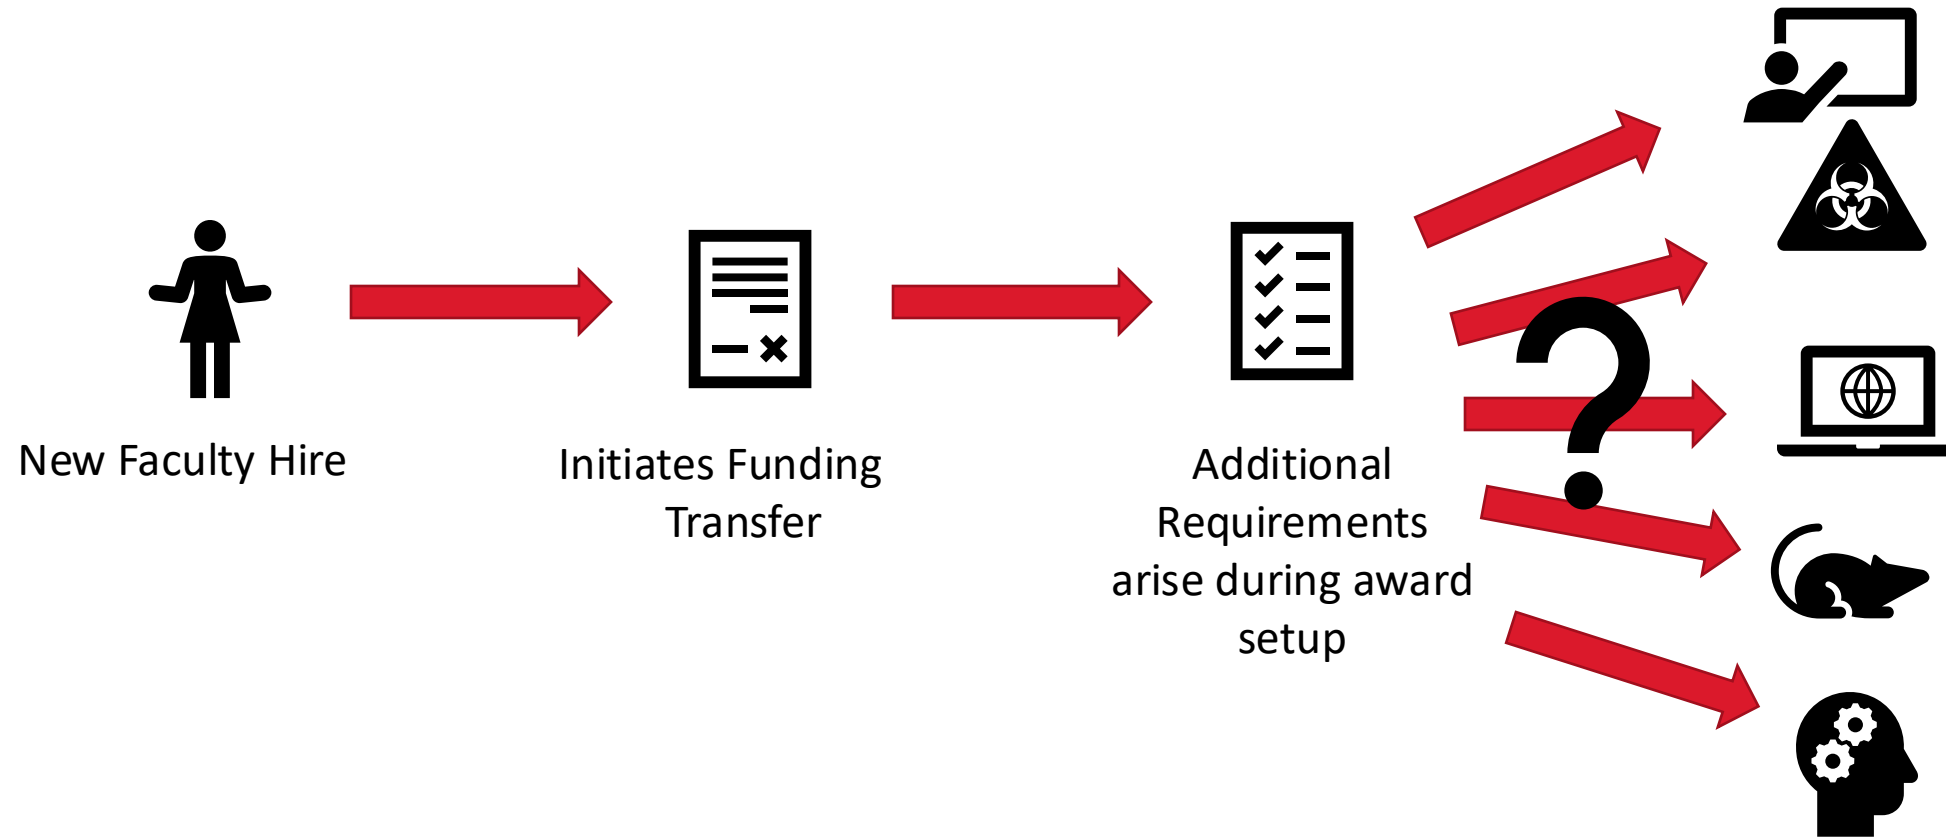 New Faculty Hire
Initiates Funding
Transfer
Additional
Requirements
arise during award
setup
?